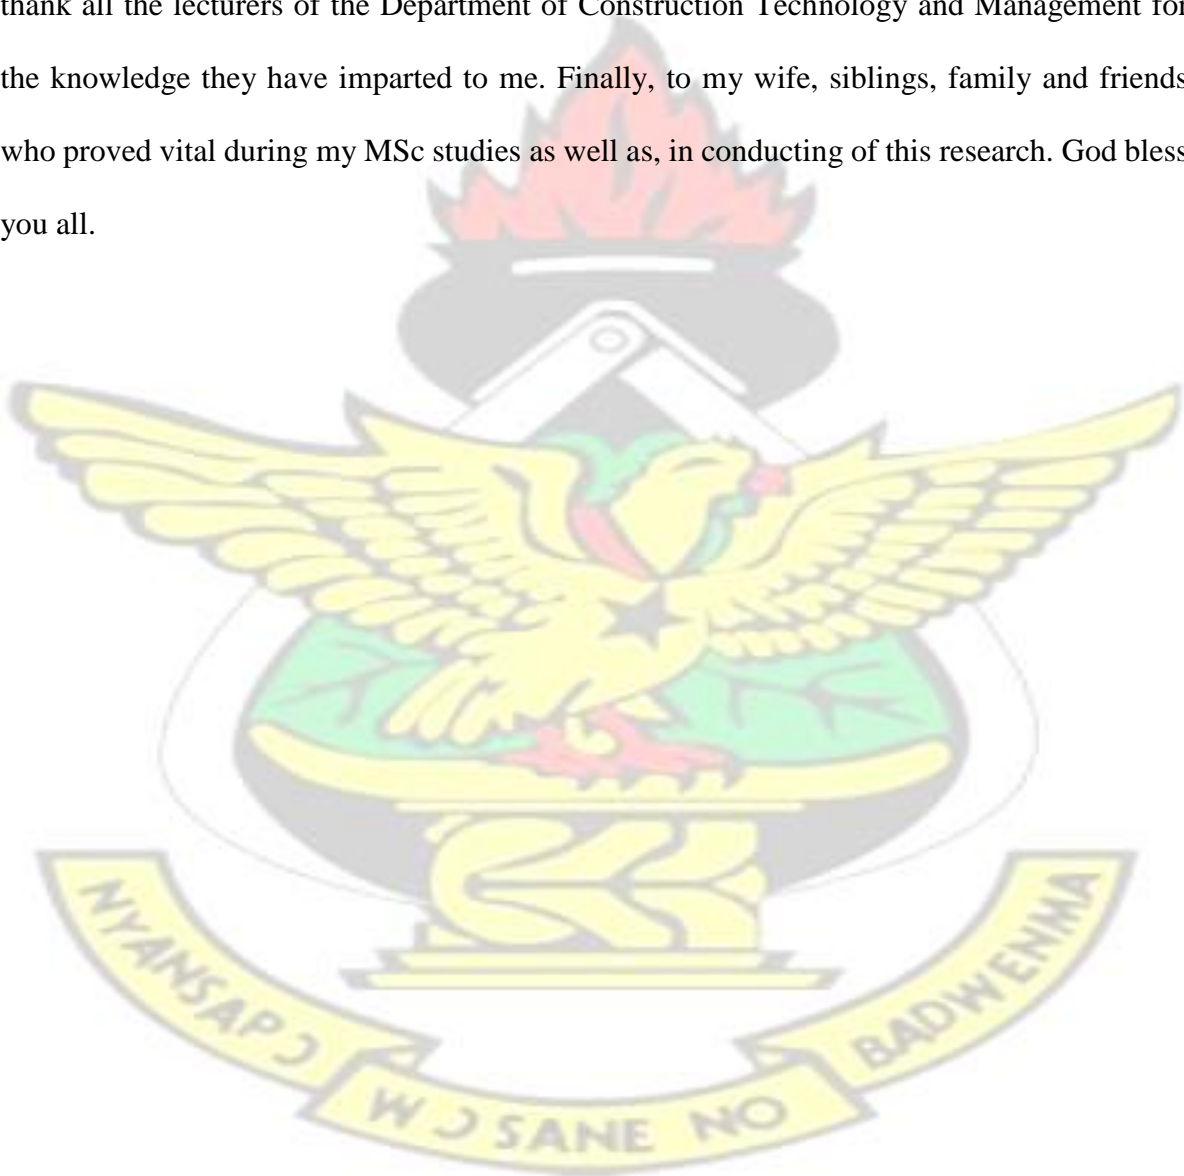 thank all the lecturers of the Department of Construction Technology and Management for
the knowledge they have imparted to me. Finally, to my wife, siblings, family and friends
who proved vital during my MSc studies as well as, in conducting of this research. God bless
you all.
NYANSAPƆ
WƆSANE NO
BADWENMA